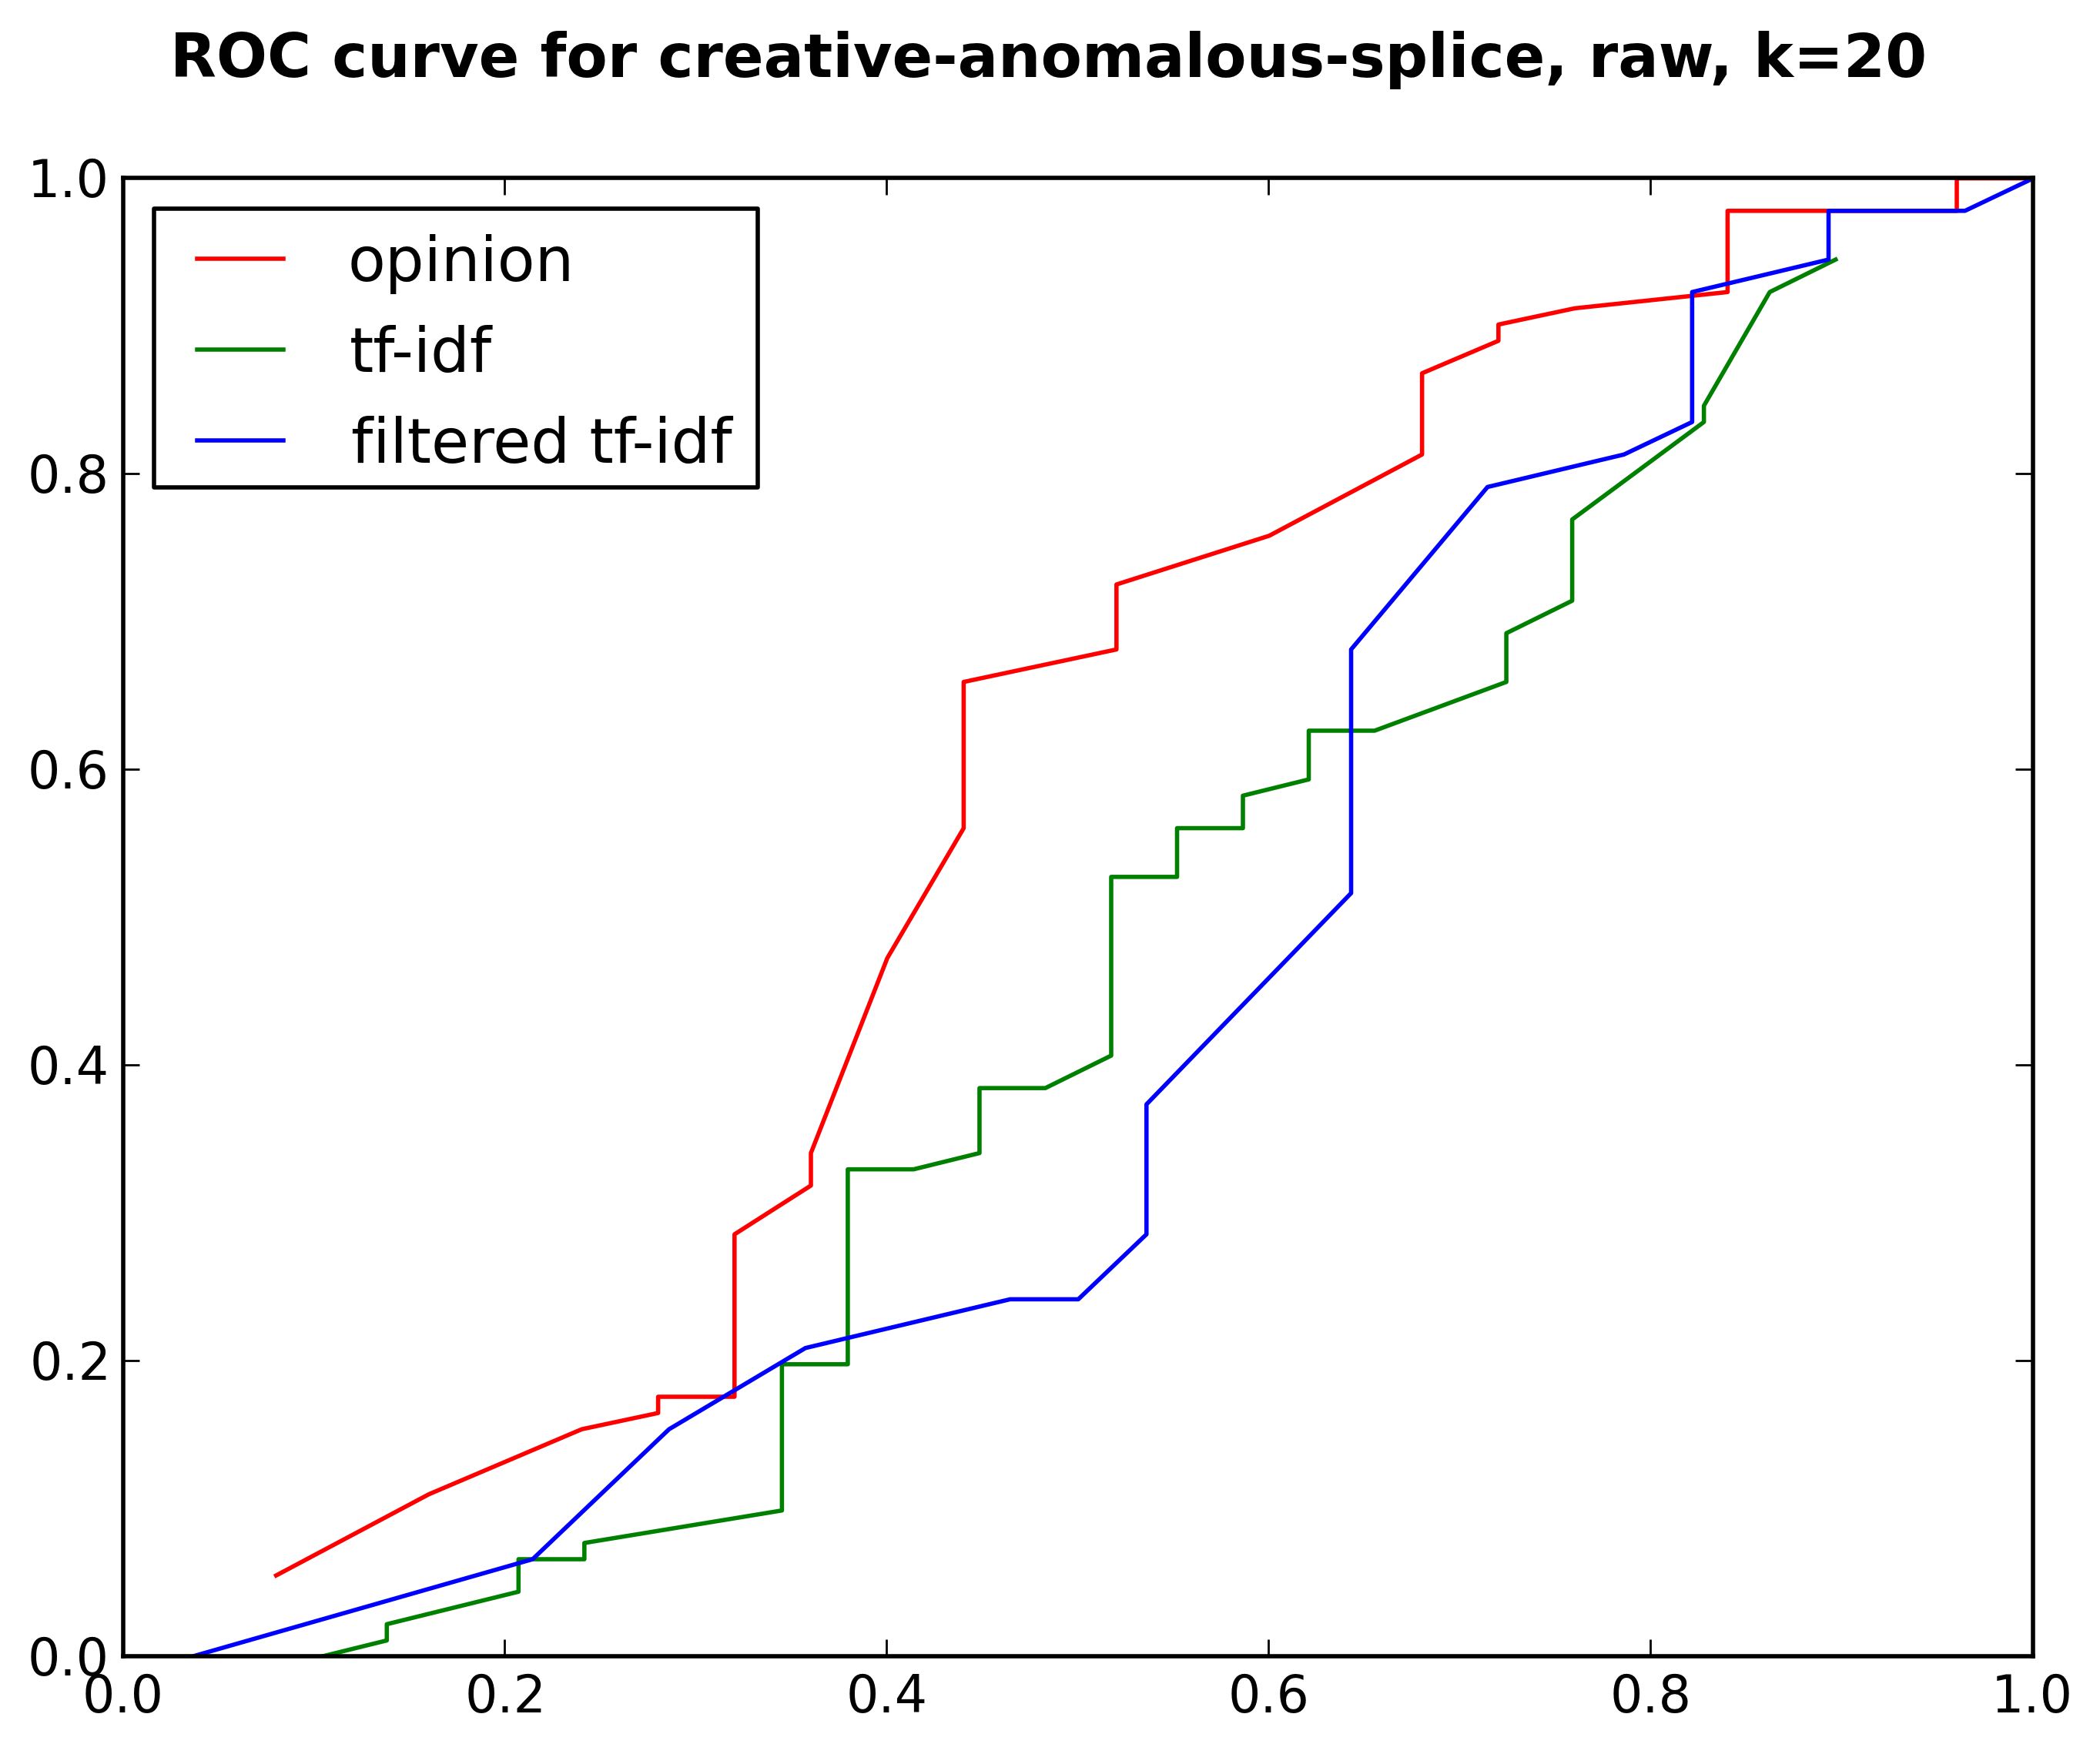 ROC curve for creative-anomalous-splice, raw, k=20
1.0
0.8
0.6
0.4
0.2
0.0
opinion
tf-idf
filtered tf-idf
0.0 0.2 0.4 0.6 0.8 1.0